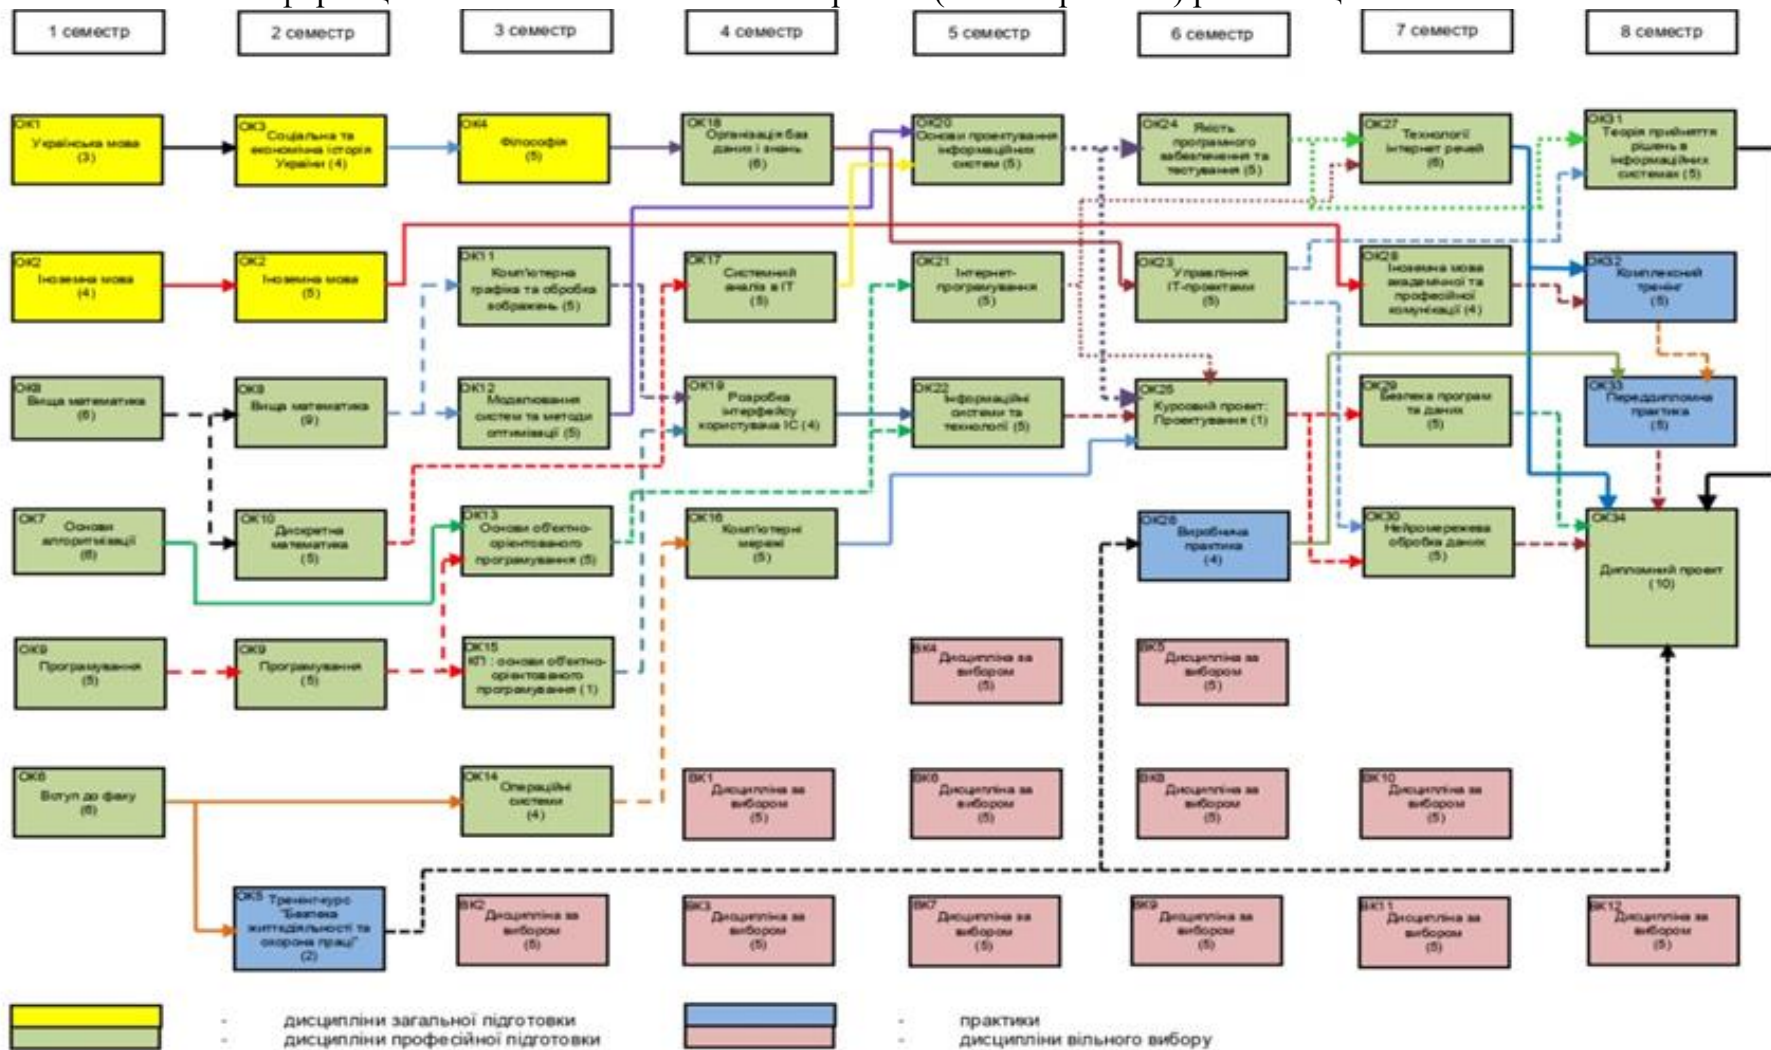 1 семестр
2 семестр
3 семестр
4 семестр
5 семестр
6 семестр
7 семестр
8 семестр
ОК1
Українська мова
(3)
ОК3
Соціальна та
економічна історія
України (4)
ОК4
Філософія
(5)
ОК18
Організація баз
даних і знань
(6)
ОК20
Основи проектування
інформаційних
систем (5)
ОК24
Якість
програмного
забезпечення та
тестування (5)
ОК27
Технології
Інтернет речей
(6)
ОК31
Теорія прийняття
рішень в
інформаційних
системах (5)
ОК2
Іноземна мова
(4)
ОК2
Іноземна мова
(5)
ОК11
Комп'ютерна
графіка та обробка
зображень (5)
ОК17
Системний
аналіз в ІТ
(5)
ОК21
Інтернет-
програмування
(5)
ОК23
Управління
ІТ-проектами
(5)
ОК28
Іноземна мова
академічної та
професійної
комунікації (4)
ОК32
Комплексний
тренінг
(5)
ОК8
Вища математика
(6)
ОК8
Вища математика
(9)
ОК12
Моделювання
систем та методи
оптимізації (5)
ОК19
Розробка
інтерфейсу
користувача ІС (4)
ОК22
Інформаційні
системи та
технології (5)
ОК25
Курсовий проект:
Проектування (1)
ОК29
Безпека програм
та даних
(5)
ОК33
Переддипломна
практика
(5)
ОК7
Основи
алгоритмізації
(6)
ОК10
Дискретна
математика
(5)
ОК13
Основи об'єктно-
орієнтованого
програмування (5)
ОК16
Комп'ютерні
мережі
(5)
ОК26
Виробнича
практика
(4)
ОК30
Нейромережева
обробка даних
(5)
ОК34
Дипломний проект
(10)
ОК9
Програмування
(5)
ОК9
Програмування
(5)
ОК15
КП : основи об'єктно-
орієнтованого
програмування (1)
ВК4
Дисципліна за
вибором
(5)
ВК5
Дисципліна за
вибором
(5)
ОК6
Вступ до фаху
(6)
ОК14
Операційні
системи
(4)
ВК1
Дисципліна за
вибором
(5)
ВК6
Дисципліна за
вибором
(5)
ВК8
Дисципліна за
вибором
(5)
ВК10
Дисципліна за
вибором
(5)
ОК5
Тренінг-курс
"Безпека
життєдіяльності та
охорона праці"
(2)
ВК2
Дисципліна за
вибором
(5)
ВК3
Дисципліна за
вибором
(5)
ВК7
Дисципліна за
вибором
(5)
ВК9
Дисципліна за
вибором
(5)
ВК11
Дисципліна за
вибором
(5)
ВК12
Дисципліна за
вибором
(5)
- дисципліни загальної підготовки
- дисципліни професійної підготовки
- практики
- дисципліни вільного вибору